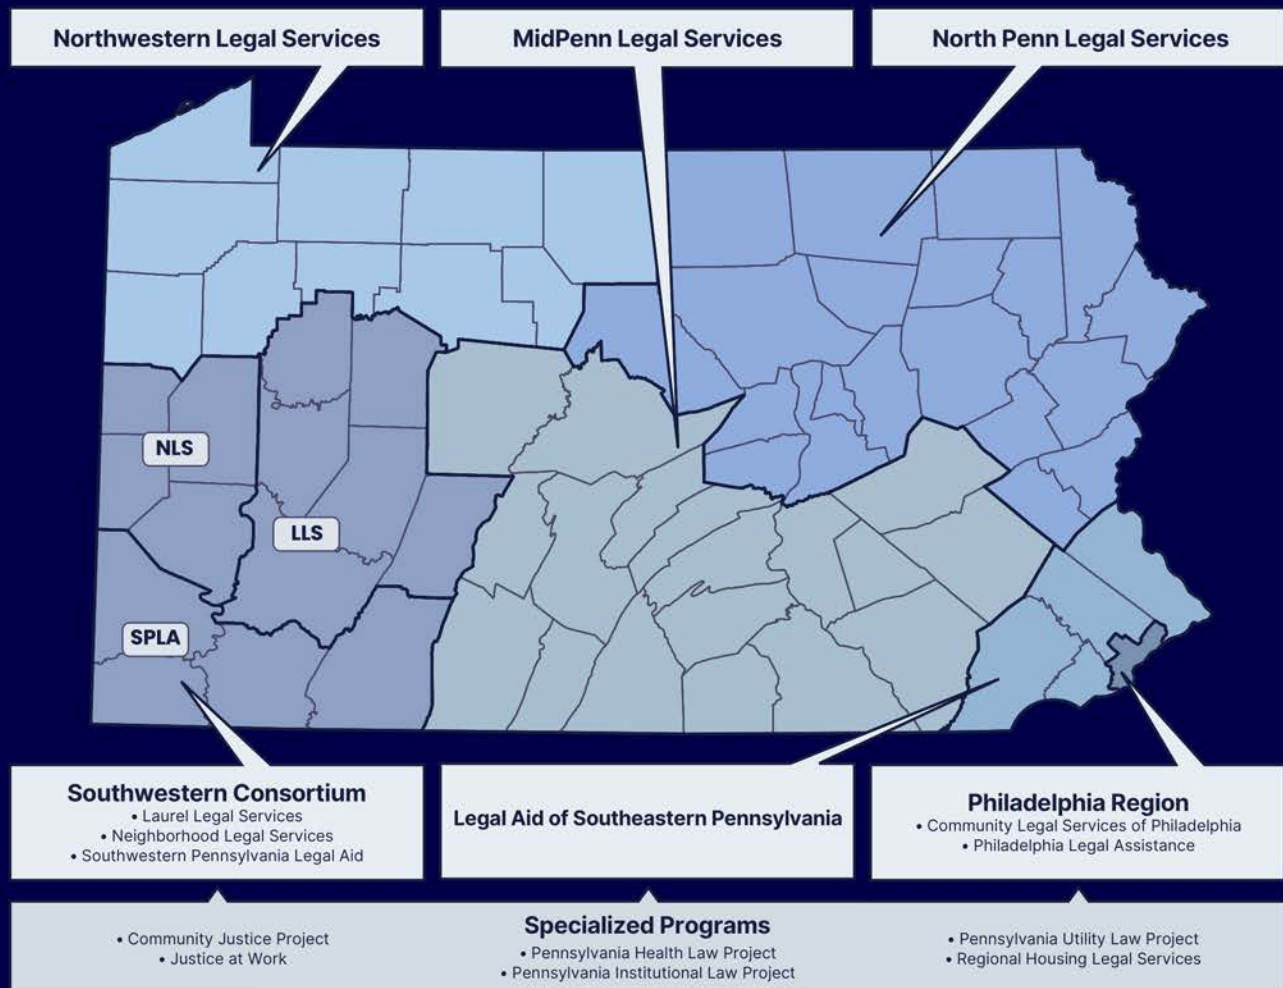 Northwestern Legal Services
MidPenn Legal Services
North Penn Legal Services
NLS
LLS
SPLA
Southwestern Consortium
• Laurel Legal Services
• Neighborhood Legal Services
• Southwestern Pennsylvania Legal Aid
Legal Aid of Southeastern Pennsylvania
Philadelphia Region
• Community Legal Services of Philadelphia
• Philadelphia Legal Assistance
• Community Justice Project
• Justice at Work
Specialized Programs
• Pennsylvania Health Law Project
• Pennsylvania Institutional Law Project
• Pennsylvania Utility Law Project
• Regional Housing Legal Services